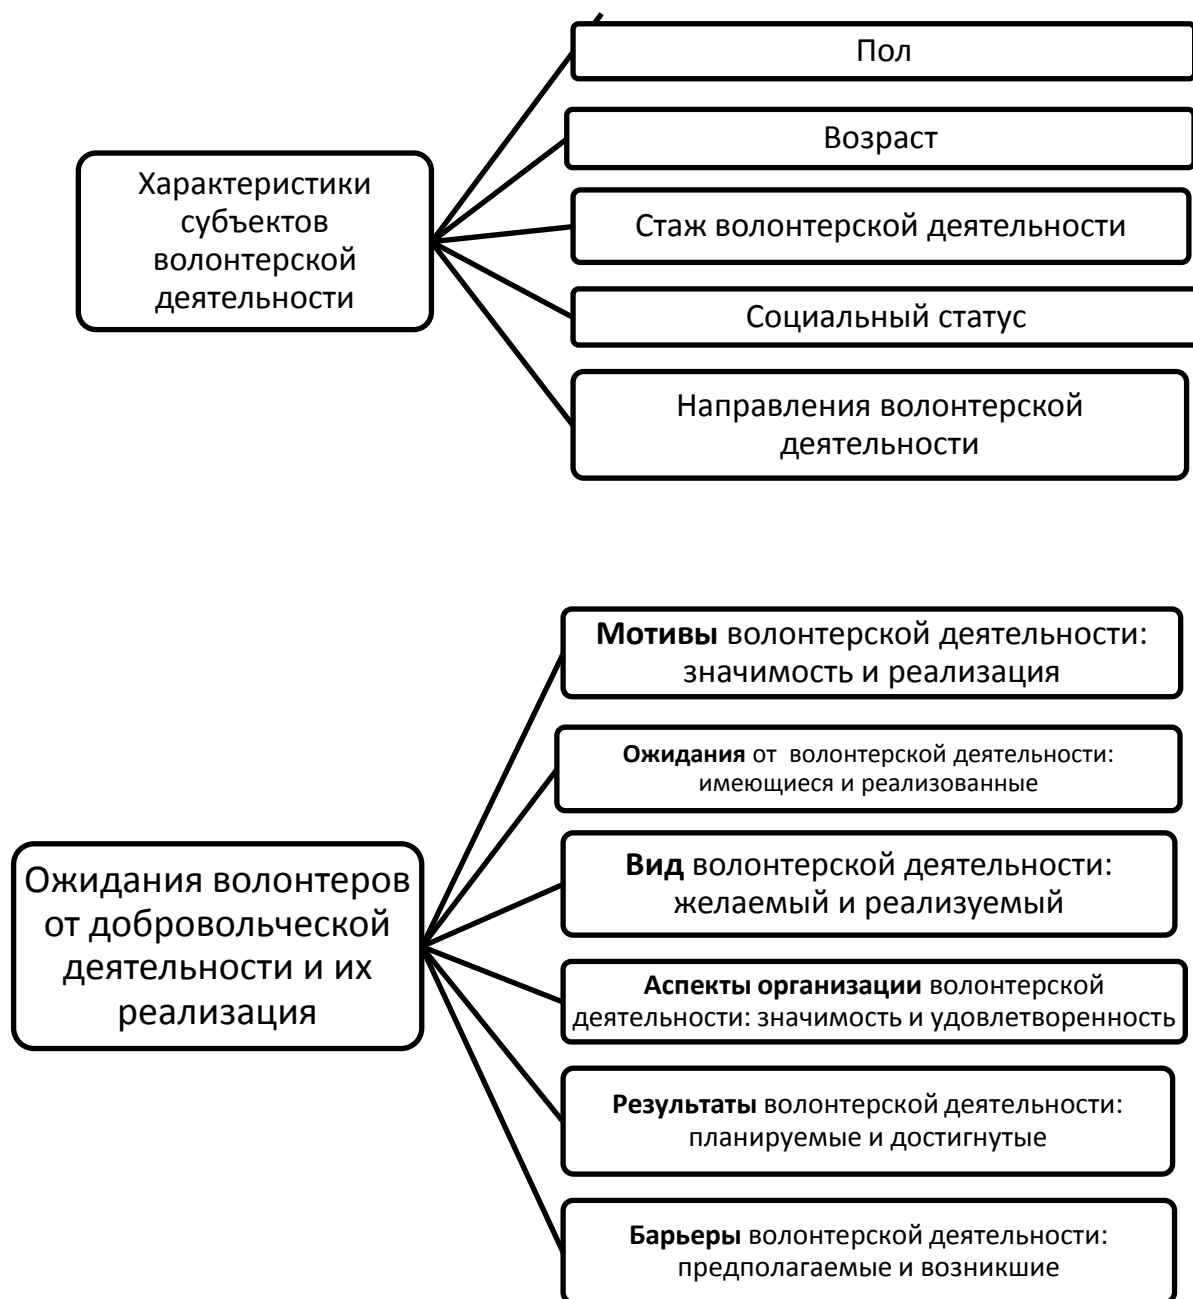 Характеристики
субъектов
волонтерской
деятельности
Пол
Возраст
Стаж волонтерской деятельности
Социальный статус
Направления волонтерской
деятельности
Ожидания волонтеров
от добровольческой
деятельности и их
реализация
Мотивы волонтерской деятельности:
значимость и реализация
Ожидания от волонтерской деятельности:
имеющиеся и реализованные
Вид волонтерской деятельности:
желаемый и реализуемый
Аспекты организации волонтерской
деятельности: значимость и удовлетворенность
Результаты волонтерской деятельности:
планируемые и достигнутые
Барьеры волонтерской деятельности:
предполагаемые и возникшие